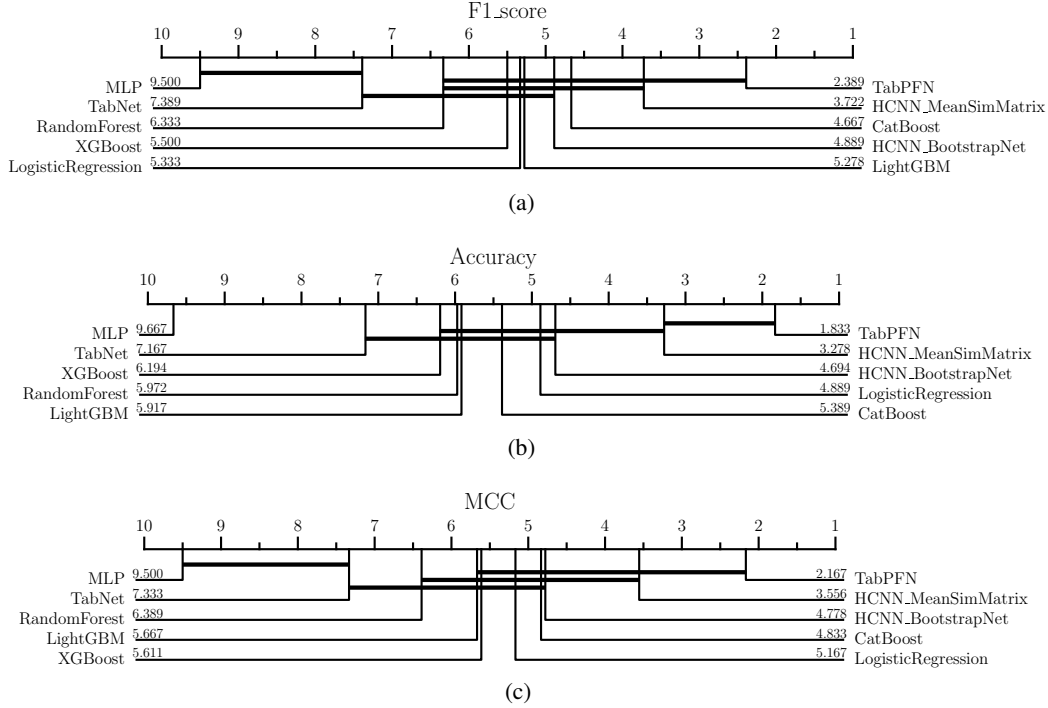 F1_score
10 9 8 7 6 5 4 3 2 1
MLP 9.500 2.389 TabPFN
TabNet 7.389 3.722 HCNN_MeanSimMatrix
RandomForest 6.333 4.667 CatBoost
XGBoost 5.500 4.889 HCNN_BootstrapNet
LogisticRegression 5.333 5.278 LightGBM
(a)
Accuracy
10 9 8 7 6 5 4 3 2 1
MLP 9.667 1.833 TabPFN
TabNet 7.167 3.278 HCNN_MeanSimMatrix
XGBoost 6.194 4.694 HCNN_BootstrapNet
RandomForest 5.972 4.889 LogisticRegression
LightGBM 5.917 5.389 CatBoost
(b)
MCC
10 9 8 7 6 5 4 3 2 1
MLP 9.500 2.167 TabPFN
TabNet 7.333 3.556 HCNN_MeanSimMatrix
RandomForest 6.389 4.778 HCNN_BootstrapNet
LightGBM 5.667 4.833 CatBoost
XGBoost 5.611 5.167 LogisticRegression
(c)